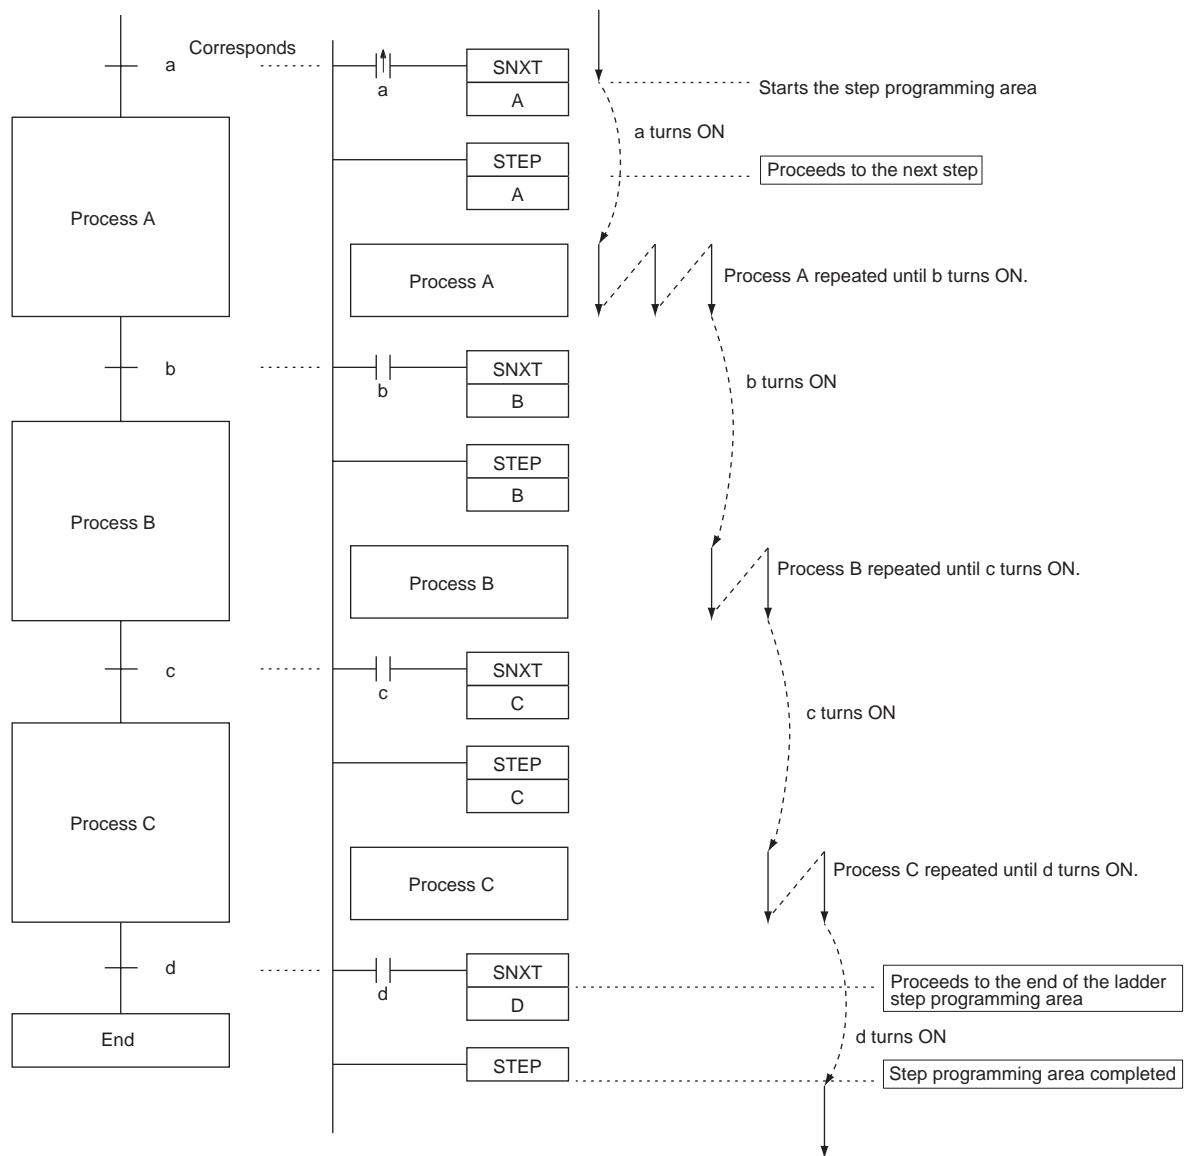 Corresponds
a
a
SNXT
A
Starts the step programming area
a turns ON
STEP
A
Proceeds to the next step
Process A
Process A
Process A repeated until b turns ON.
b
b
SNXT
B
b turns ON
STEP
B
Process B
Process B
Process B repeated until c turns ON.
c
c
SNXT
C
c turns ON
STEP
C
Process C
Process C
Process C repeated until d turns ON.
d
d
SNXT
D
Proceeds to the end of the ladder
step programming area
End
d turns ON
STEP
Step programming area completed